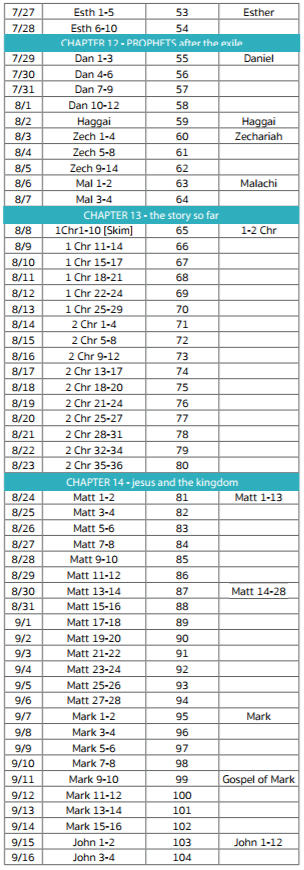 7/27 Esth 1-5 53 Esther
7/28 Esth 6-10 54
CHAPTER 12 - PROPHETS after the exile
7/29 Dan 1-3 55 Daniel
7/30 Dan 4-6 56
7/31 Dan 7-9 57
8/1 Dan 10-12 58
8/2 Haggai 59 Haggai
8/3 Zech 1-4 60 Zechariah
8/4 Zech 5-8 61
8/5 Zech 9-14 62
8/6 Mal 1-2 63 Malachi
8/7 Mal 3-4 64
CHAPTER 13 - the story so far
8/8 1Chr1-10 [Skim] 65 1-2 Chr
8/9 1 Chr 11-14 66
8/10 1 Chr 15-17 67
8/11 1 Chr 18-21 68
8/12 1 Chr 22-24 69
8/13 1 Chr 25-29 70
8/14 2 Chr 1-4 71
8/15 2 Chr 5-8 72
8/16 2 Chr 9-12 73
8/17 2 Chr 13-17 74
8/18 2 Chr 18-20 75
8/19 2 Chr 21-24 76
8/20 2 Chr 25-27 77
8/21 2 Chr 28-31 78
8/22 2 Chr 32-34 79
8/23 2 Chr 35-36 80
CHAPTER 14 - jesus and the kingdom
8/24 Matt 1-2 81 Matt 1-13
8/25 Matt 3-4 82
8/26 Matt 5-6 83
8/27 Matt 7-8 84
8/28 Matt 9-10 85
8/29 Matt 11-12 86
8/30 Matt 13-14 87 Matt 14-28
8/31 Matt 15-16 88
9/1 Matt 17-18 89
9/2 Matt 19-20 90
9/3 Matt 21-22 91
9/4 Matt 23-24 92
9/5 Matt 25-26 93
9/6 Matt 27-28 94
9/7 Mark 1-2 95 Mark
9/8 Mark 3-4 96
9/9 Mark 5-6 97
9/10 Mark 7-8 98
9/11 Mark 9-10 99 Gospel of Mark
9/12 Mark 11-12 100
9/13 Mark 13-14 101
9/14 Mark 15-16 102
9/15 John 1-2 103 John 1-12
9/16 John 3-4 104